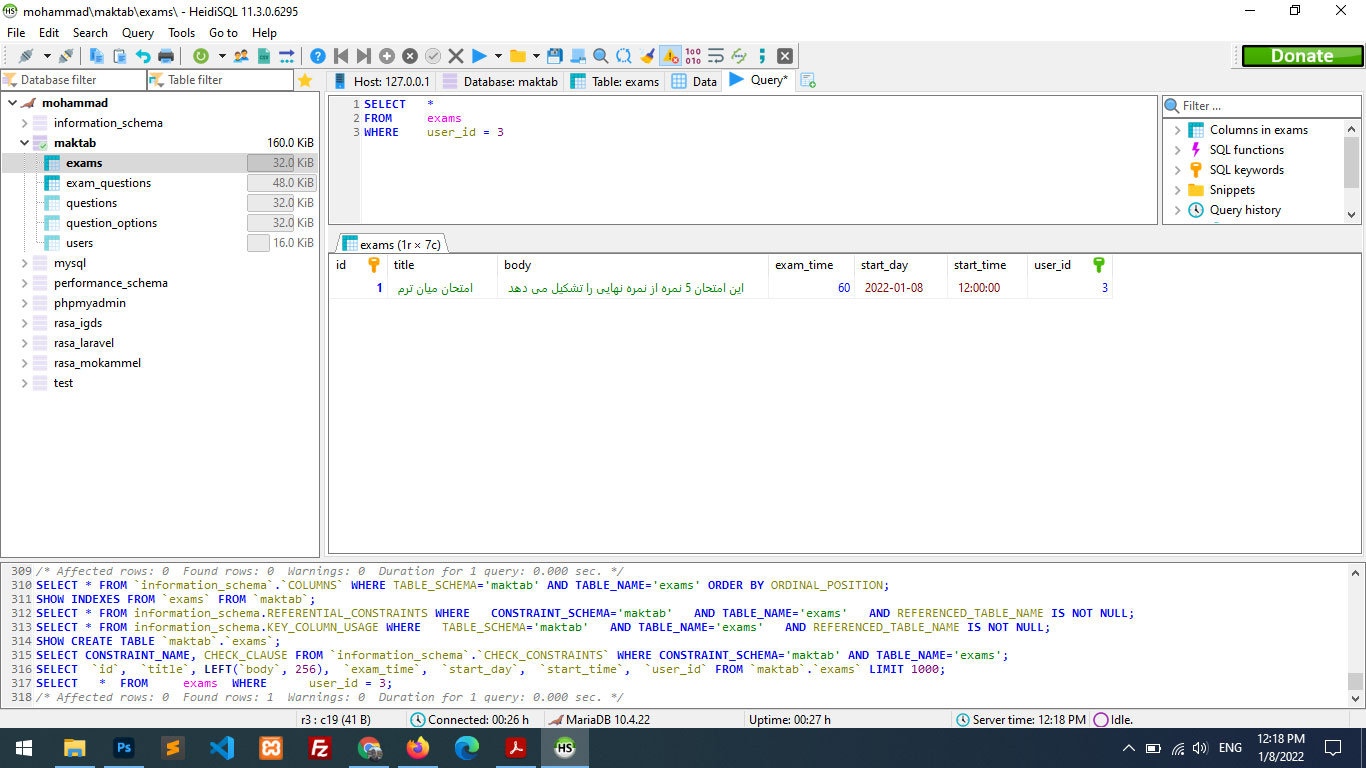 mohammad\maktab\exams\ - HeidiSQL 11.3.0.6295
File Edit Search Query Tools Go to Help
Donate
Database filter
Table filter
Host: 127.0.0.1
Database: maktab
Table: exams
Data
Query*
mohammad
information_schema
maktab 160.0 KiB
exams 32.0 KiB
exam_questions 48.0 KiB
questions 32.0 KiB
question_options 32.0 KiB
users 16.0 KiB
mysql
performance_schema
phpmyadmin
rasa_igds
rasa_laravel
rasa_mokammel
test
1 SELECT *
2 FROM exams
3 WHERE user_id = 3
Filter ...
Columns in exams
SQL functions
SQL keywords
Snippets
Query history
exams (1r × 7c)
id title body exam_time start_day start_time user_id
1 امتحان میان ترم این امتحان 5 نمره از نمره نهایی را تشکیل می دهد 60 2022-01-08 12:00:00 3
309 /* Affected rows: 0 Found rows: 0 Warnings: 0 Duration for 1 query: 0.000 sec. */
310 SELECT * FROM `information_schema`.`COLUMNS` WHERE TABLE_SCHEMA='maktab' AND TABLE_NAME='exams' ORDER BY ORDINAL_POSITION;
311 SHOW INDEXES FROM `exams` FROM `maktab`;
312 SELECT * FROM information_schema.REFERENTIAL_CONSTRAINTS WHERE CONSTRAINT_SCHEMA='maktab' AND TABLE_NAME='exams' AND REFERENCED_TABLE_NAME IS NOT NULL;
313 SELECT * FROM information_schema.KEY_COLUMN_USAGE WHERE TABLE_SCHEMA='maktab' AND TABLE_NAME='exams' AND REFERENCED_TABLE_NAME IS NOT NULL;
314 SHOW CREATE TABLE `maktab`.`exams`;
315 SELECT CONSTRAINT_NAME, CHECK_CLAUSE FROM `information_schema`.`CHECK_CONSTRAINTS` WHERE CONSTRAINT_SCHEMA='maktab' AND TABLE_NAME='exams';
316 SELECT `id`, `title`, LEFT(`body`, 256), `exam_time`, `start_day`, `start_time`, `user_id` FROM `maktab`.`exams` LIMIT 1000;
317 SELECT * FROM exams WHERE user_id = 3;
318 /* Affected rows: 0 Found rows: 1 Warnings: 0 Duration for 1 query: 0.000 sec. */
r3 : c19 (41 B) Connected: 00:26 h MariaDB 10.4.22 Uptime: 00:27 h Server time: 12:18 PM Idle.
ENG
12:18 PM
1/8/2022